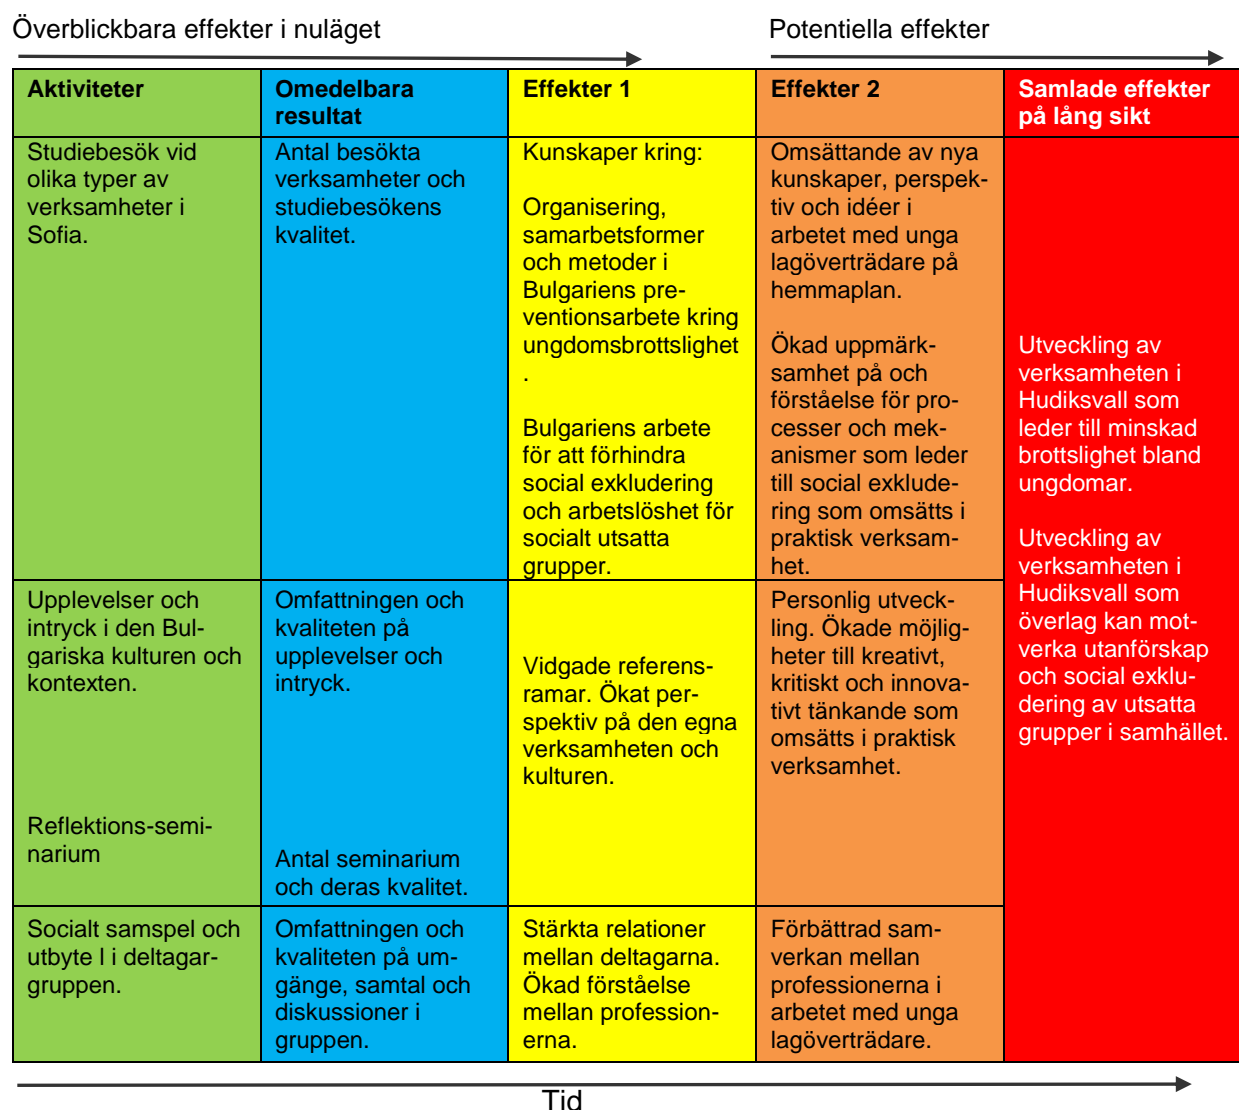 Överblickbara effekter i nuläget
Potentiella effekter
Aktiviteter
Omedelbara
resultat
Effekter 1
Effekter 2
Samlade effekter
på lång sikt
Studiebesök vid
olika typer av
verksamheter i
Sofia.
Antal besökta
verksamheter och
studiebesökens
kvalitet.
Kunskaper kring:
Organisering,
samarbetsformer
och metoder i
Bulgariens pre-
ventionsarbete kring
ungdomsbrottslighet
.
Bulgariens arbete
för att förhindra
social exkludering
och arbetslöshet för
socialt utsatta
grupper.
Omsättande av nya
kunskaper, perspek-
tiv och idéer i
arbetet med unga
lagöverträdare på
hemmaplan.
Ökad uppmärk-
samhet på och
förståelse för pro-
cesser och mek-
anismer som leder
till social exklude-
ring som omsätts i
praktisk verksam-
het.
Utveckling av
verksamheten i
Hudiksvall som
leder till minskad
brottslighet bland
ungdomar.
Utveckling av
verksamheten i
Hudiksvall som
överlag kan mot-
verka utanförskap
och social exklu-
dering av utsatta
grupper i samhället.
Upplevelser och
intryck i den Bul-
gariska kulturen och
kontexten.
Reflektions-semi-
narium
Omfattningen och
kvaliteten på
upplevelser och
intryck.
Antal seminarium
och deras kvalitet.
Vidgade referens-
ramar. Ökat per-
spektiv på den egna
verksamheten och
kulturen.
Personlig utveck-
ling. Ökade möjlig-
heter till kreativt,
kritiskt och innova-
tivt tänkande som
omsätts i praktisk
verksamhet.
Socialt samspel och
utbyte I i deltagar-
gruppen.
Omfattningen och
kvaliteten på um-
gänge, samtal och
diskussioner i
gruppen.
Stärkta relationer
mellan deltagarna.
Ökad förståelse
mellan profession-
erna.
Förbättrad sam-
verkan mellan
professionerna i
arbetet med unga
lagöverträdare.
Tid